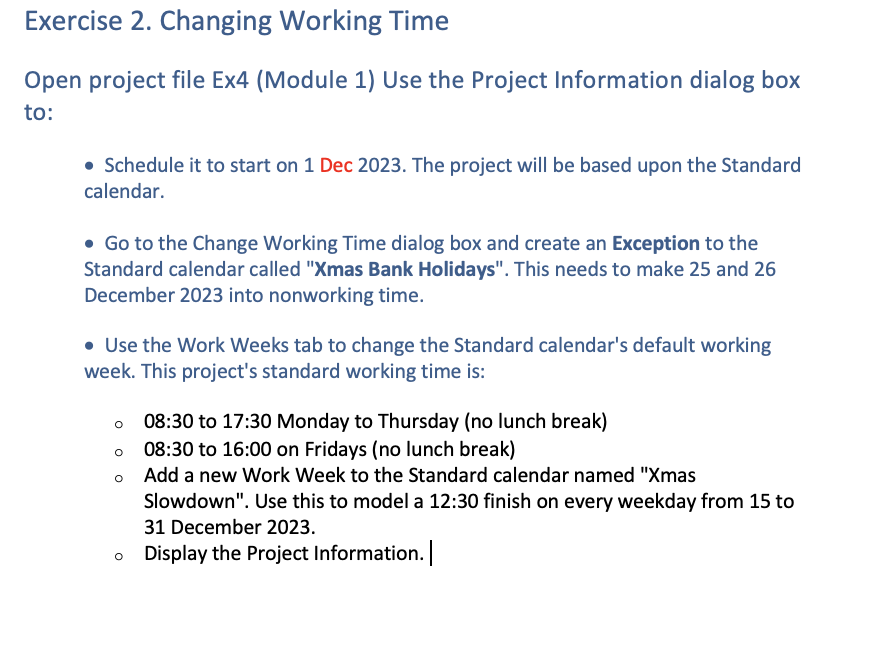 Exercise 2. Changing Working Time
Open project file Ex4 (Module 1) Use the Project Information dialog box
to:
• Schedule it to start on 1 Dec 2023. The project will be based upon the Standard
calendar.
• Go to the Change Working Time dialog box and create an Exception to the
Standard calendar called "Xmas Bank Holidays". This needs to make 25 and 26
December 2023 into nonworking time.
• Use the Work Weeks tab to change the Standard calendar's default working
week. This project's standard working time is:
o 08:30 to 17:30 Monday to Thursday (no lunch break)
o 08:30 to 16:00 on Fridays (no lunch break)
o Add a new Work Week to the Standard calendar named "Xmas
Slowdown". Use this to model a 12:30 finish on every weekday from 15 to
31 December 2023.
o Display the Project Information.